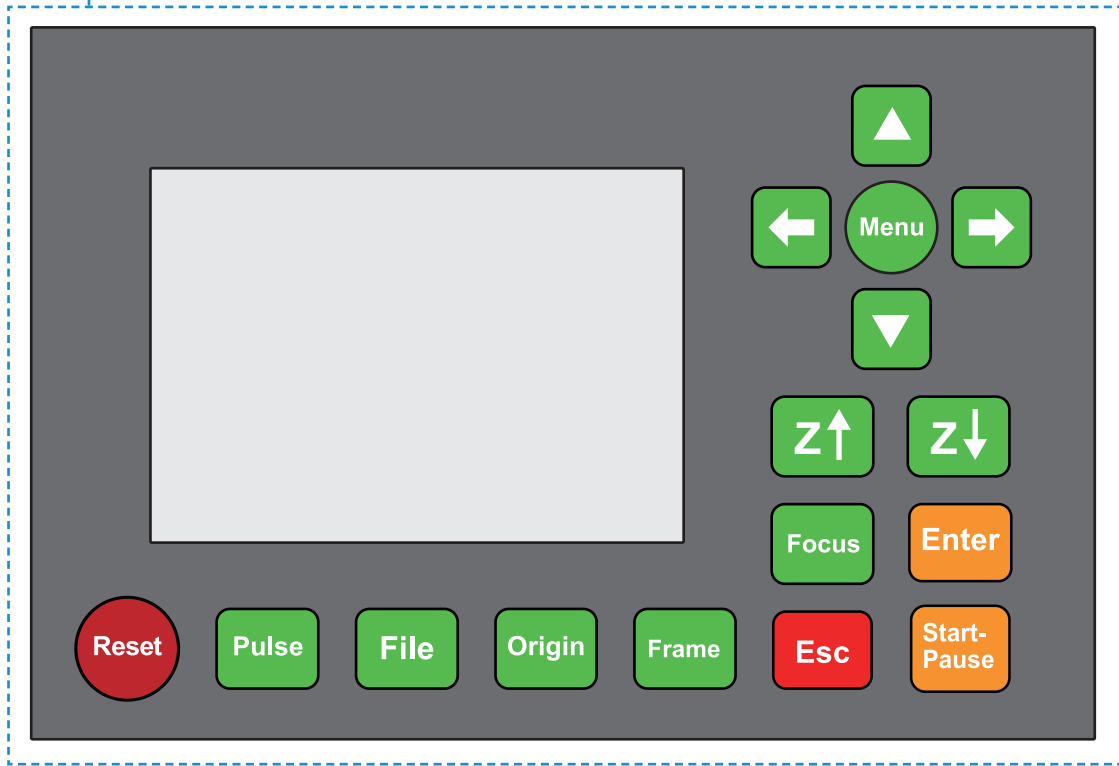 Menu
Z↑ Z↓
Focus Enter
Reset Pulse File Origin Frame Esc Start-
Pause